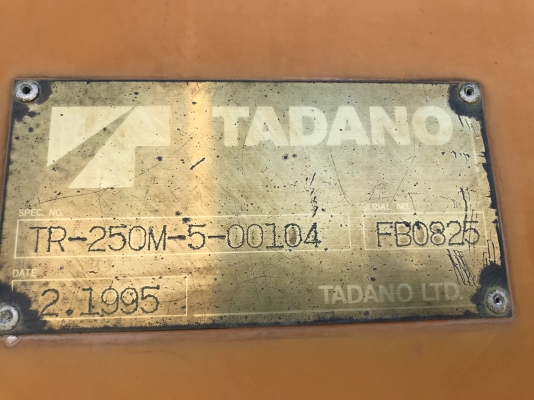 TADANO
SPEC. NO. SERIAL NO.
TR-250M-5-00104 FB0825
DATE
2.1995 TADANO LTD.